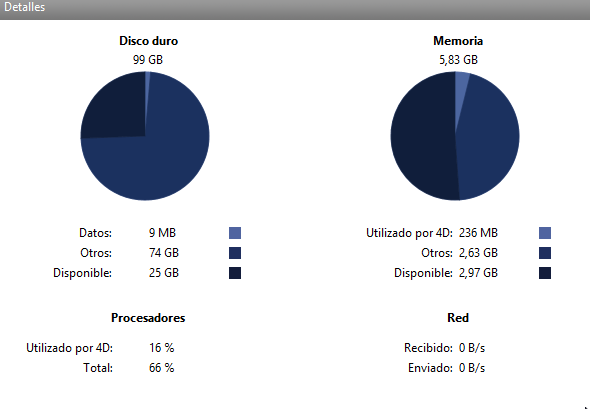 Detalles
Disco duro
99 GB
Datos: 9 MB
Otros: 74 GB
Disponible: 25 GB
Memoria
5,83 GB
Utilizado por 4D: 236 MB
Otros: 2,63 GB
Disponible: 2,97 GB
Procesadores
Utilizado por 4D: 16 %
Total: 66 %
Red
Recibido: 0 B/s
Enviado: 0 B/s